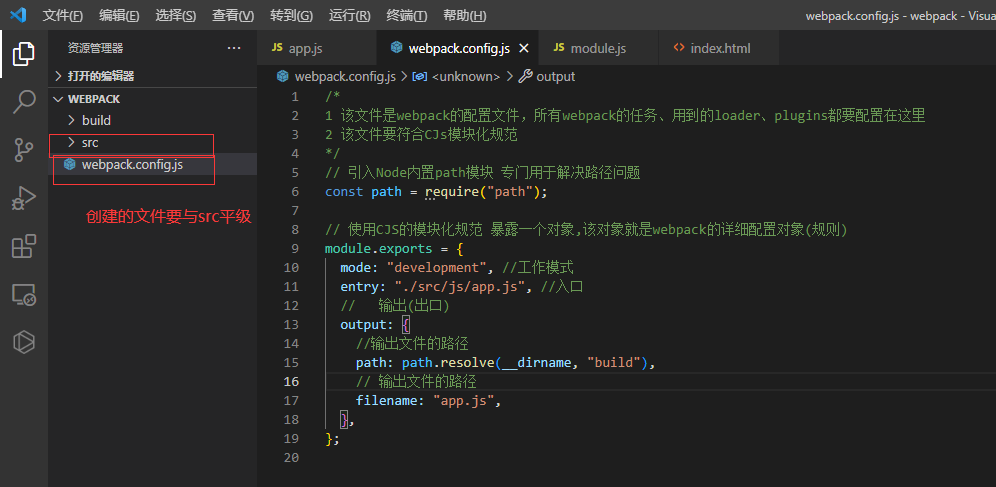 文件(F) 编辑(E) 选择(S) 查看(V) 转到(G) 运行(R) 终端(T) 帮助(H) webpack.config.js - webpack - Visua
资源管理器 ···
打开的编辑器
WEBPACK
build
src
webpack.config.js
创建的文件要与src平级
JS app.js webpack.config.js JS module.js <> index.html
webpack.config.js > <unknown> > output
1 /*
2 1 该文件是webpack的配置文件，所有webpack的任务、用到的loader、plugins都要配置在这里
3 2 该文件要符合CJs模块化规范
4 */
5 // 引入Node内置path模块 专门用于解决路径问题
6 const path = require("path");
7
8 // 使用CJS的模块化规范 暴露一个对象,该对象就是webpack的详细配置对象(规则)
9 module.exports = {
10 mode: "development", //工作模式
11 entry: "./src/js/app.js", //入口
12 // 输出(出口)
13 output: {
14 //输出文件的路径
15 path: path.resolve(__dirname, "build"),
16 // 输出文件的路径
17 filename: "app.js",
18 },
19 };
20